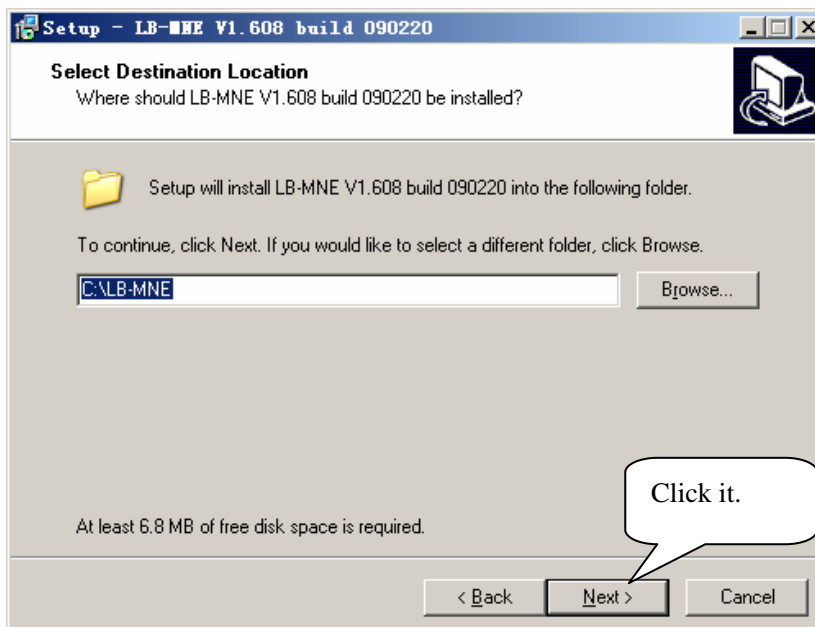 Setup - LB-MNE V1.608 build 090220
Select Destination Location
Where should LB-MNE V1.608 build 090220 be installed?
Setup will install LB-MNE V1.608 build 090220 into the following folder.
To continue, click Next. If you would like to select a different folder, click Browse.
C:\LB-MNE
Browse...
Click it.
At least 6.8 MB of free disk space is required.
< Back
Next >
Cancel